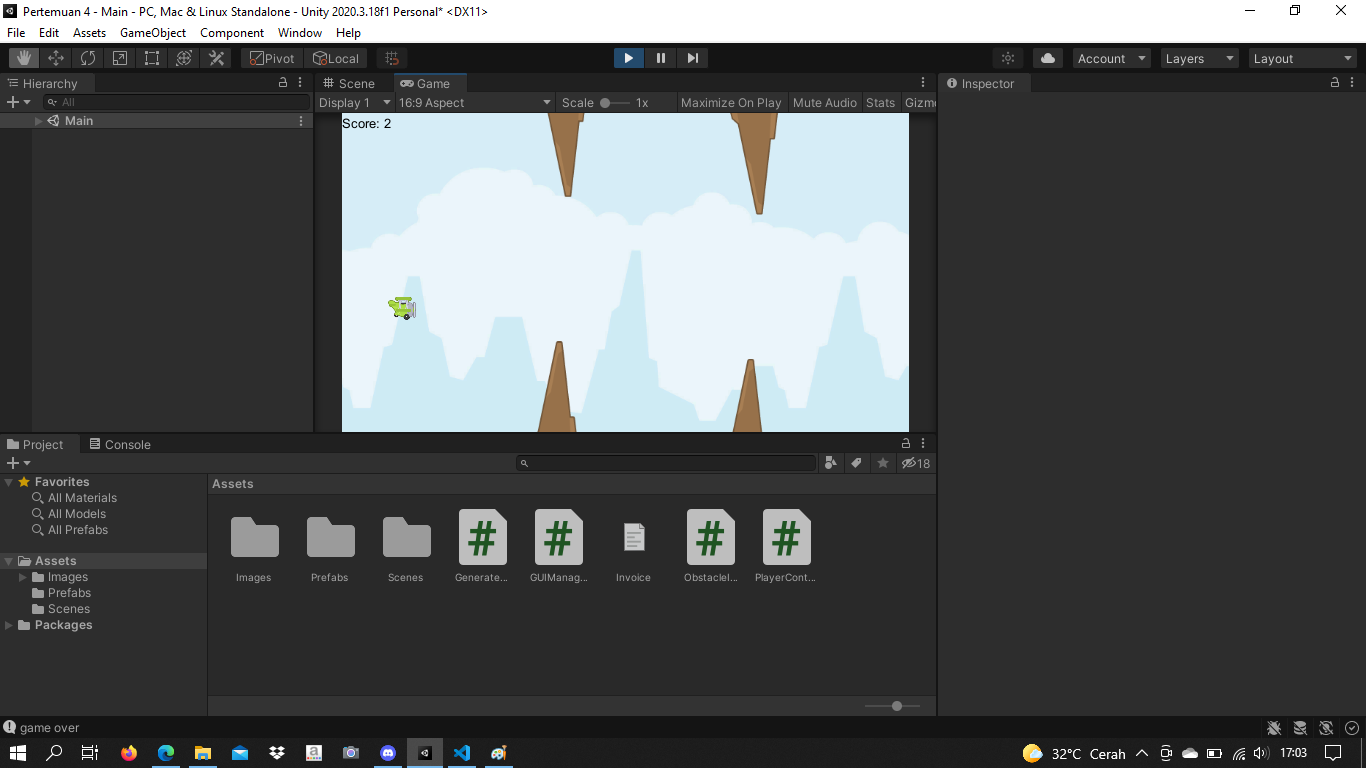 Pertemuan 4 - Main - PC, Mac & Linux Standalone - Unity 2020.3.18f1 Personal* <DX11>
File Edit Assets GameObject Component Window Help
Pivot Local Account Layers Layout
Hierarchy
All
Main
Scene Game
Display 1 16:9 Aspect Scale 1x Maximize On Play Mute Audio Stats Gizm
Score: 2
Inspector
Project Console
18
Favorites
All Materials
All Models
All Prefabs
Assets
Images
Prefabs
Scenes
Packages
Assets
Images Prefabs Scenes Generate... GUIManag... Invoice ObstacleI... PlayerCont...
game over
32°C Cerah 17:03